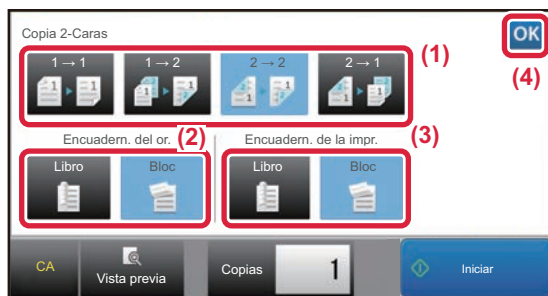 Copia 2-Caras
OK
1 → 1
1 → 2
2 → 2
2 → 1
(1)
(4)
Encuadern. del or.
(2)
Encuadern. de la impr.
(3)
Libro
Bloc
Libro
Bloc
CA
Vista previa
Copias
1
Iniciar